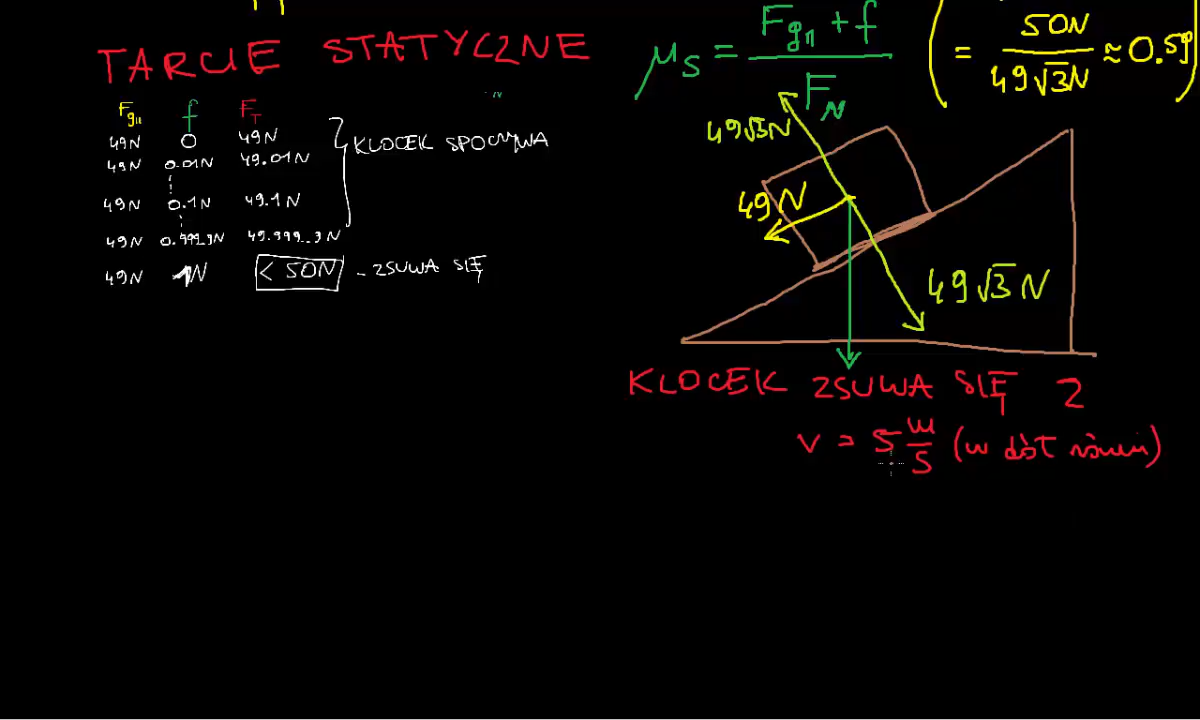 TARCIE STATYCZNE
Fg|| f FT
49N 0 49N
49N 0.01N 49.01N
49N 0.1N 49.1N
49N 0.999..9N 49.999..9N
49N 1N < 50N - ZSUWA SIĘ
KLOCEK SPOCZYWA
μs = Fg|| + f / FN
( = 50N / 49√3N ≈ 0.59 )
49√3N
49N
49√3N
KLOCEK ZSUWA SIĘ Z
v = 5 m/s (w dół równi)